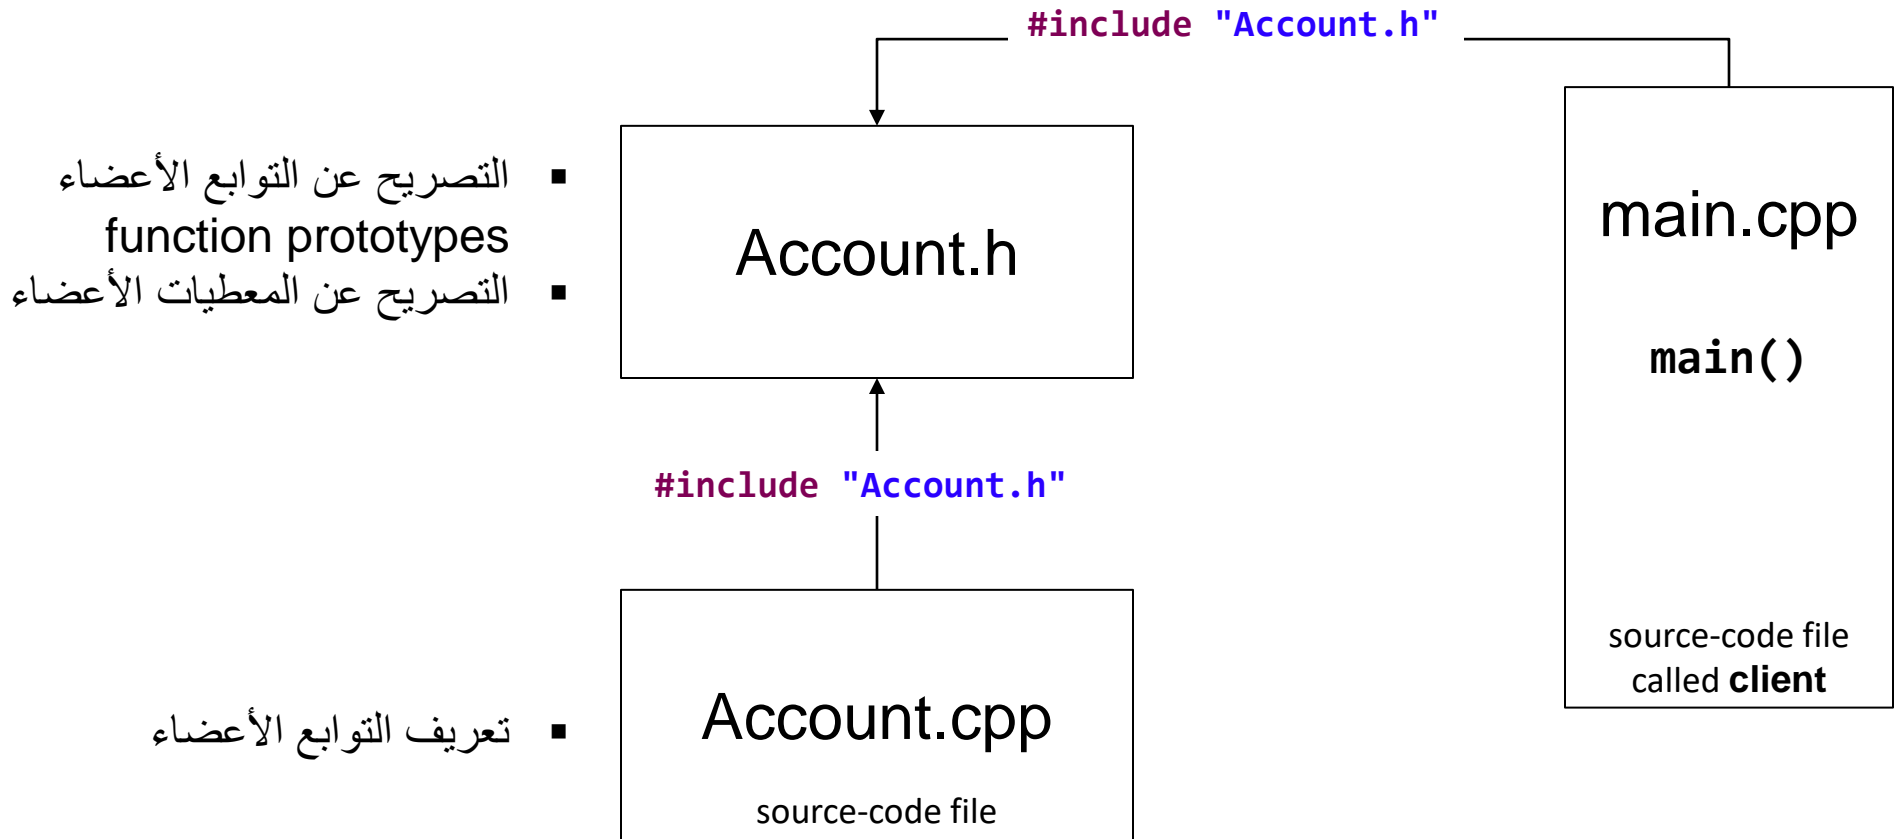 #include "Account.h"
▪ التصريح عن التوابع الأعضاء
function prototypes
▪ التصريح عن المعطيات الأعضاء
Account.h
main.cpp
main()
source-code file
called client
#include "Account.h"
▪ تعريف التوابع الأعضاء
Account.cpp
source-code file